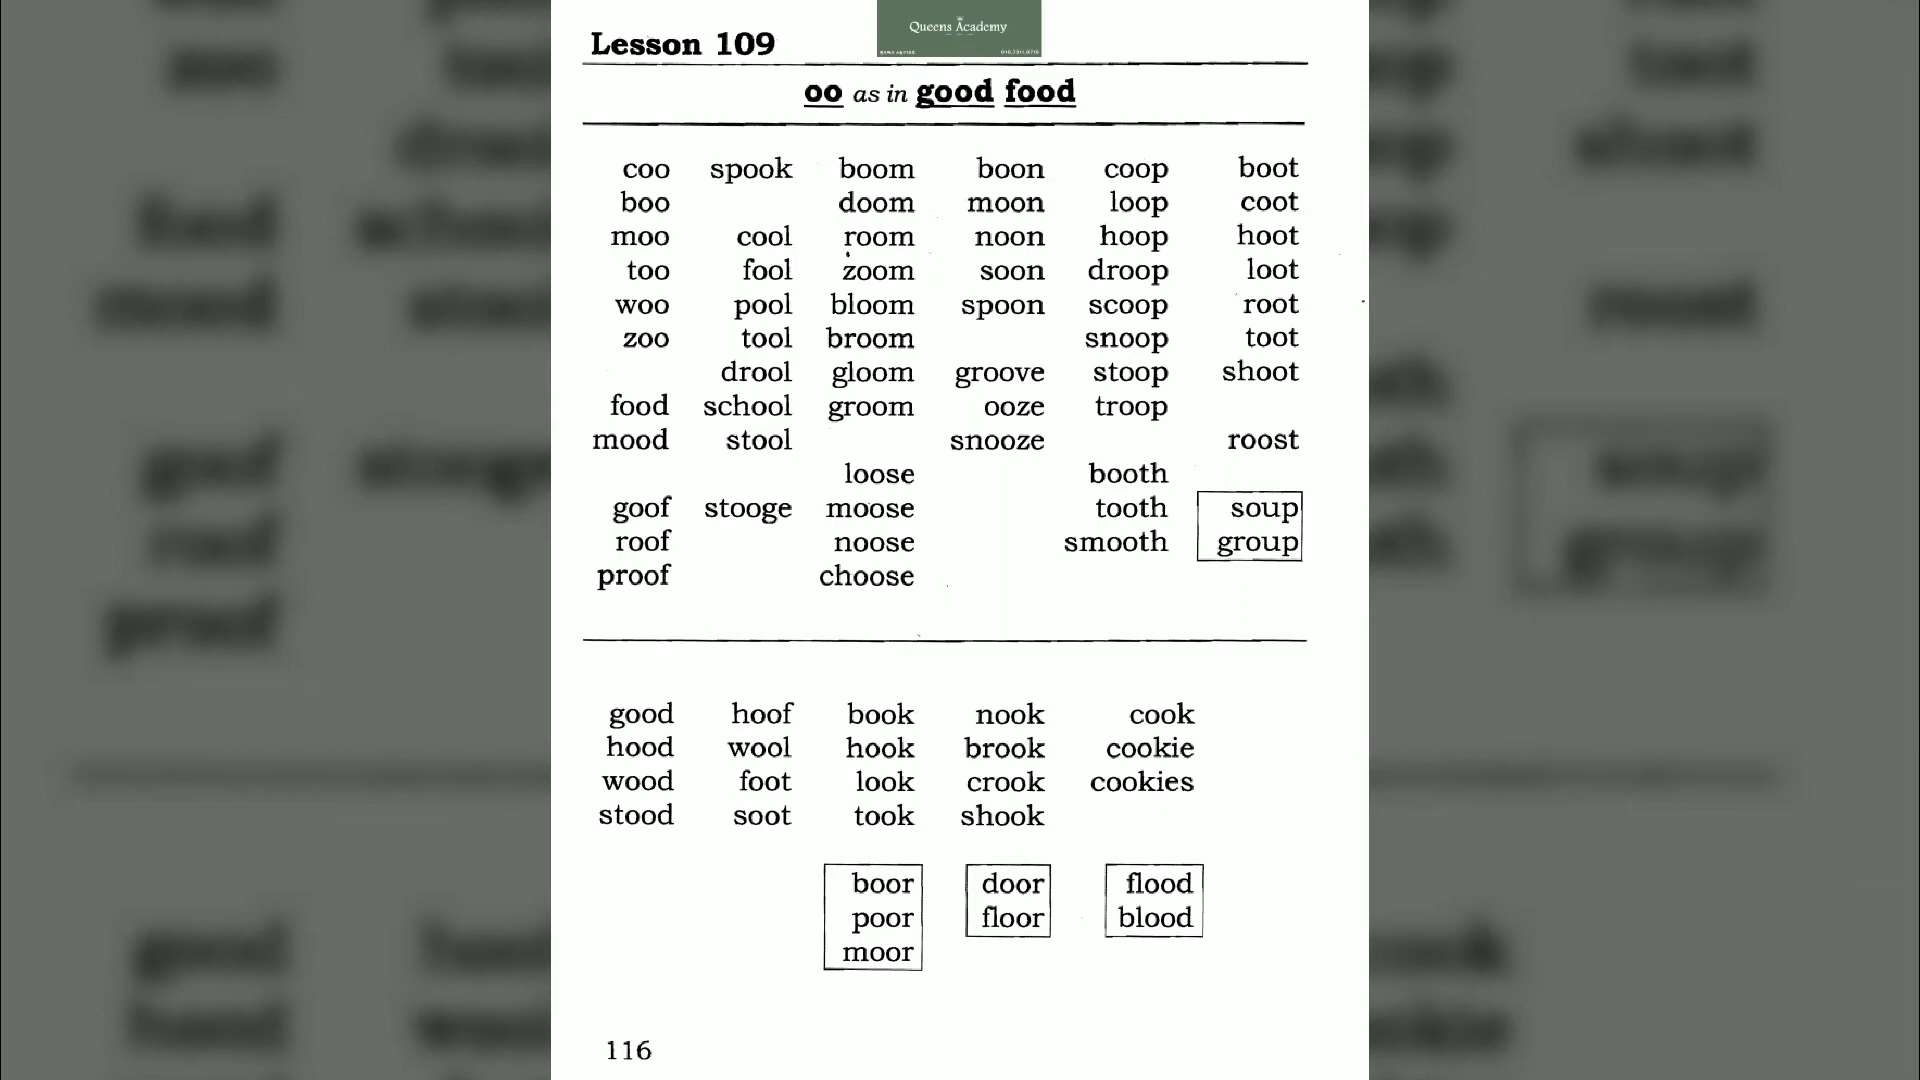 Queens Academy
Lesson 109
oo as in good food
coo spook boom boon coop boot
boo doom moon loop coot
moo cool room noon hoop hoot
too fool zoom soon droop loot
woo pool bloom spoon scoop root
zoo tool broom snoop toot
drool gloom groove stoop shoot
food school groom ooze troop
mood stool snooze roost
loose booth
goof stooge moose tooth soup
roof noose smooth group
proof choose
good hoof book nook cook
hood wool hook brook cookie
wood foot look crook cookies
stood soot took shook
boor door flood
poor floor blood
moor
116